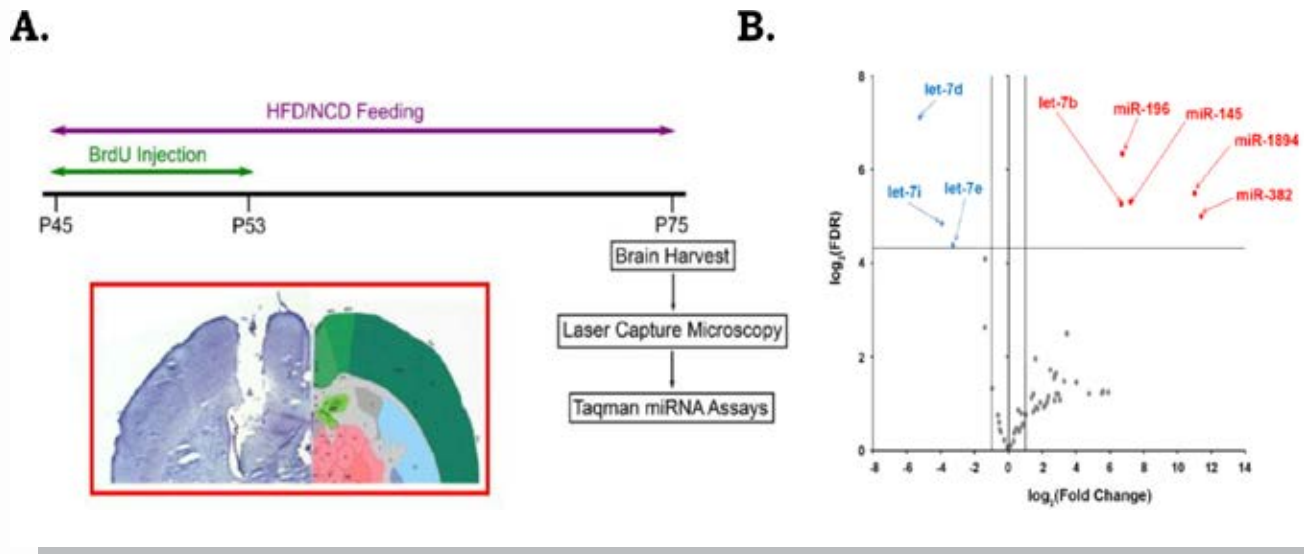 A.
HFD/NCD Feeding
BrdU Injection
P45
P53
P75
Brain Harvest
Laser Capture Microscopy
Taqman miRNA Assays
B.
log₂(FDR)
8
6
4
2
0
let-7d
let-7i
let-7e
let-7b
miR-196
miR-145
miR-1894
miR-382
-8 -6 -4 -2 0 2 4 6 8 10 12 14
log₂(Fold Change)